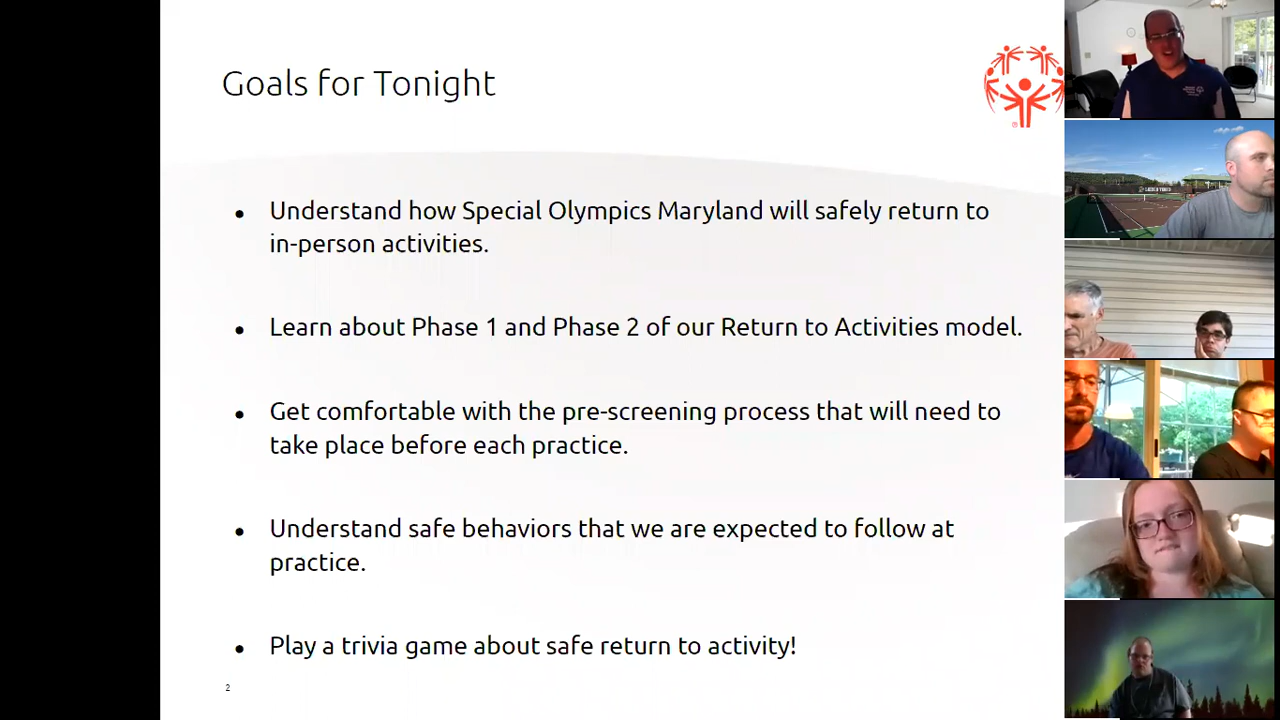 Goals for Tonight
● Understand how Special Olympics Maryland will safely return to
in-person activities.
● Learn about Phase 1 and Phase 2 of our Return to Activities model.
● Get comfortable with the pre-screening process that will need to
take place before each practice.
● Understand safe behaviors that we are expected to follow at
practice.
● Play a trivia game about safe return to activity!
2